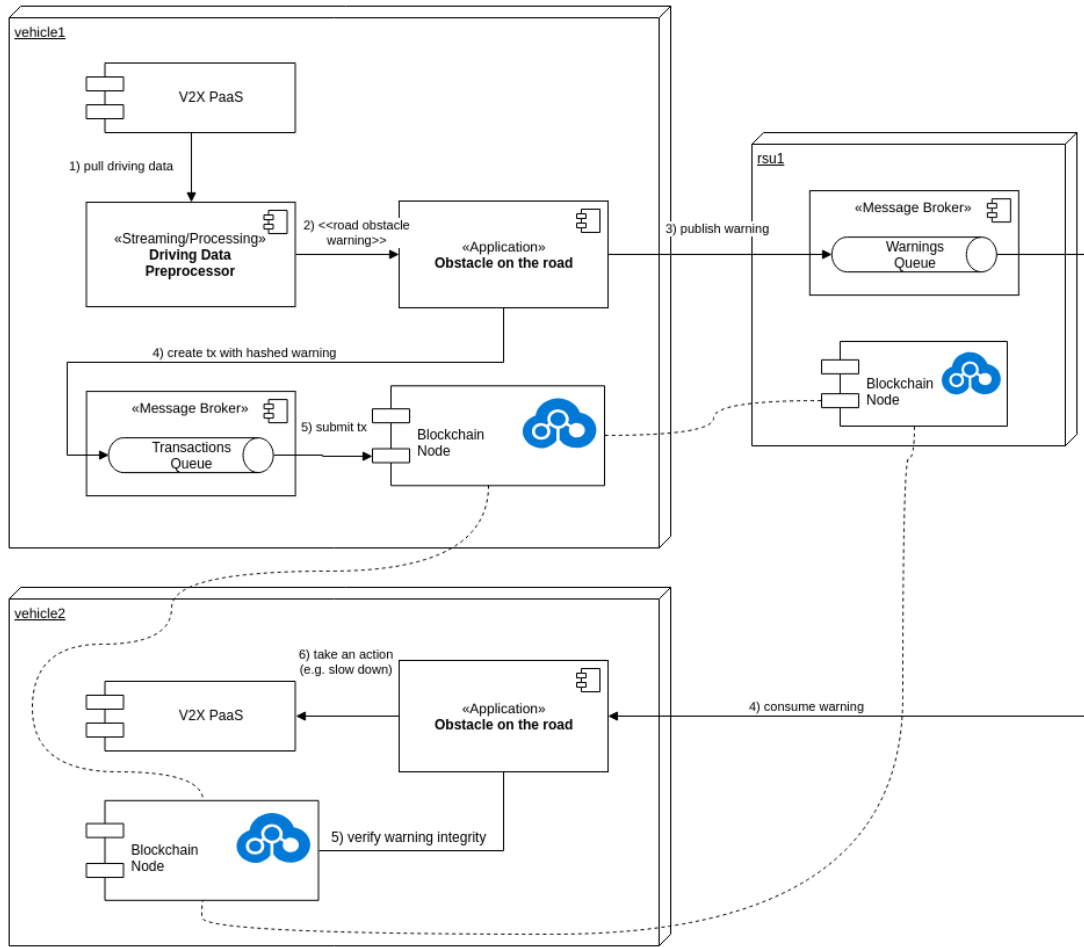 vehicle1
V2X PaaS
1) pull driving data
«Streaming/Processing»
Driving Data
Preprocessor
2) <<road obstacle
warning>>
«Application»
Obstacle on the road
3) publish warning
rsu1
«Message Broker»
Warnings
Queue
4) create tx with hashed warning
«Message Broker»
Transactions
Queue
5) submit tx
Blockchain
Node
Blockchain
Node
vehicle2
V2X PaaS
6) take an action
(e.g. slow down)
«Application»
Obstacle on the road
4) consume warning
Blockchain
Node
5) verify warning integrity